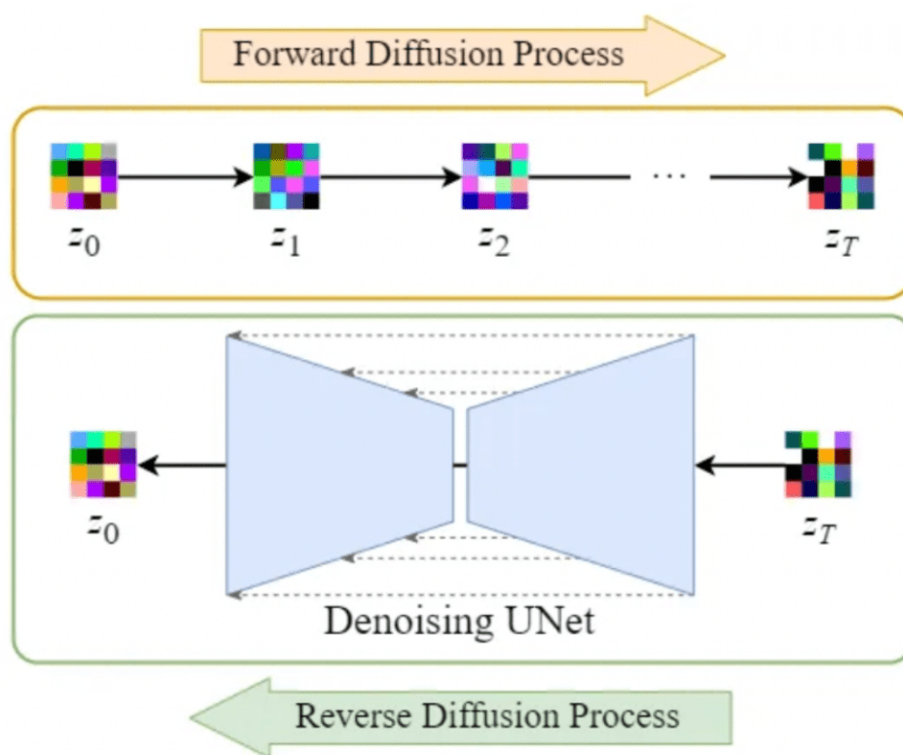 Forward Diffusion Process
z0 z1 z2 ... zT
z0 zT
Denoising UNet
Reverse Diffusion Process